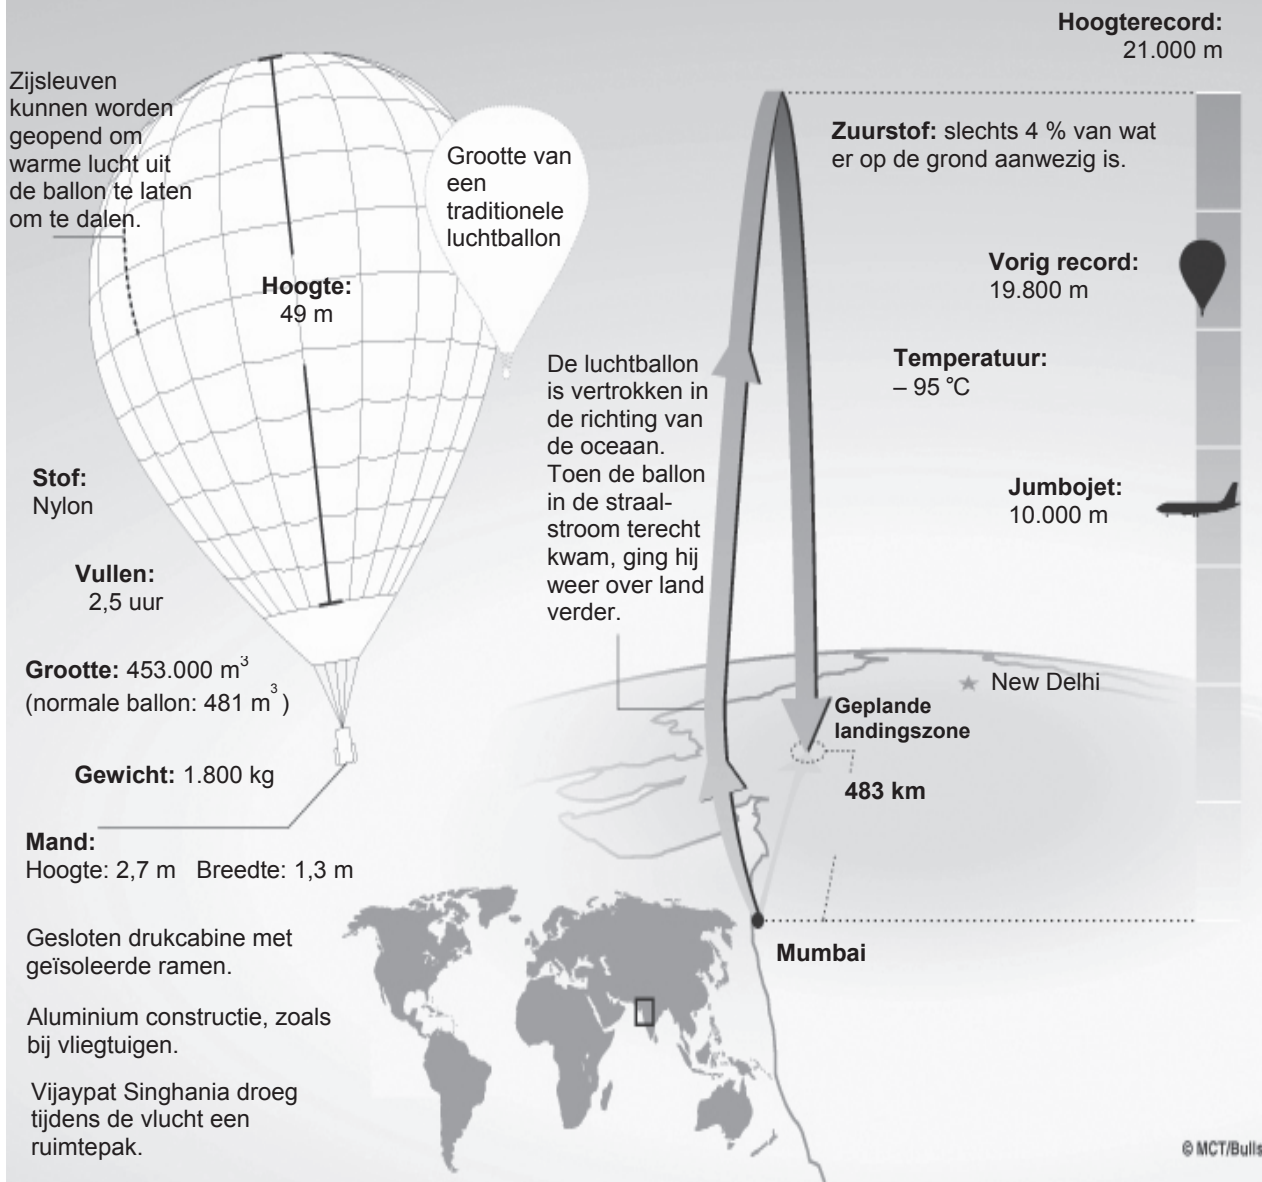 Hoogterecord:
21.000 m
Zijsleuven
kunnen worden
geopend om
warme lucht uit
de ballon te laten
om te dalen.
Grootte van
een
traditionele
luchtballon
Zuurstof: slechts 4 % van wat
er op de grond aanwezig is.
Hoogte:
49 m
Vorig record:
19.800 m
Temperatuur:
– 95 °C
De luchtballon
is vertrokken in
de richting van
de oceaan.
Toen de ballon
in de straal-
stroom terecht
kwam, ging hij
weer over land
verder.
Stof:
Nylon
Jumbojet:
10.000 m
Vullen:
2,5 uur
Grootte: 453.000 m³
(normale ballon: 481 m³)
New Delhi
Geplande
landingszone
Gewicht: 1.800 kg
483 km
Mand:
Hoogte: 2,7 m Breedte: 1,3 m
Gesloten drukcabine met
geïsoleerde ramen.
Mumbai
Aluminium constructie, zoals
bij vliegtuigen.
Vijaypat Singhania droeg
tijdens de vlucht een
ruimtepak.
© MCT/Bulls